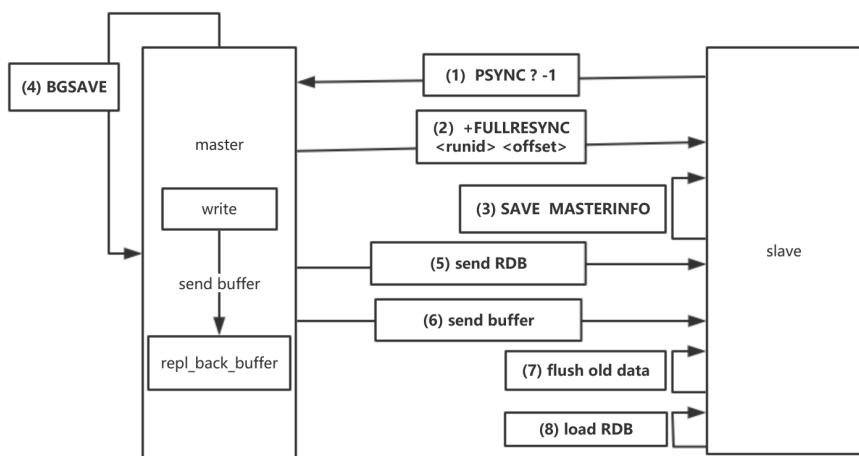 (1) PSYNC ? -1
(4) BGSAVE
(2) +FULLRESYNC
<runid> <offset>
master
(3) SAVE MASTERINFO
write
slave
(5) send RDB
send buffer
(6) send buffer
repl_back_buffer
(7) flush old data
(8) load RDB